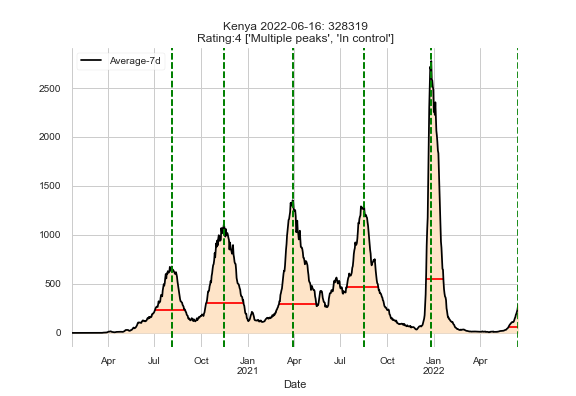 Kenya 2022-06-16: 328319
Rating:4 ['Multiple peaks', 'In control']
Average-7d
2500
2000
1500
1000
500
0
Apr Jul Oct Jan Apr Jul Oct Jan Apr
2021 2022
Date